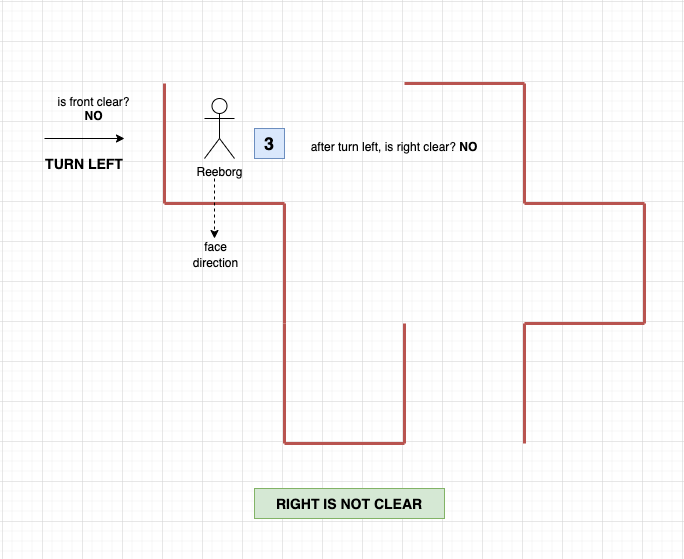 is front clear?
NO
TURN LEFT
3
after turn left, is right clear? NO
Reeborg
face
direction
RIGHT IS NOT CLEAR